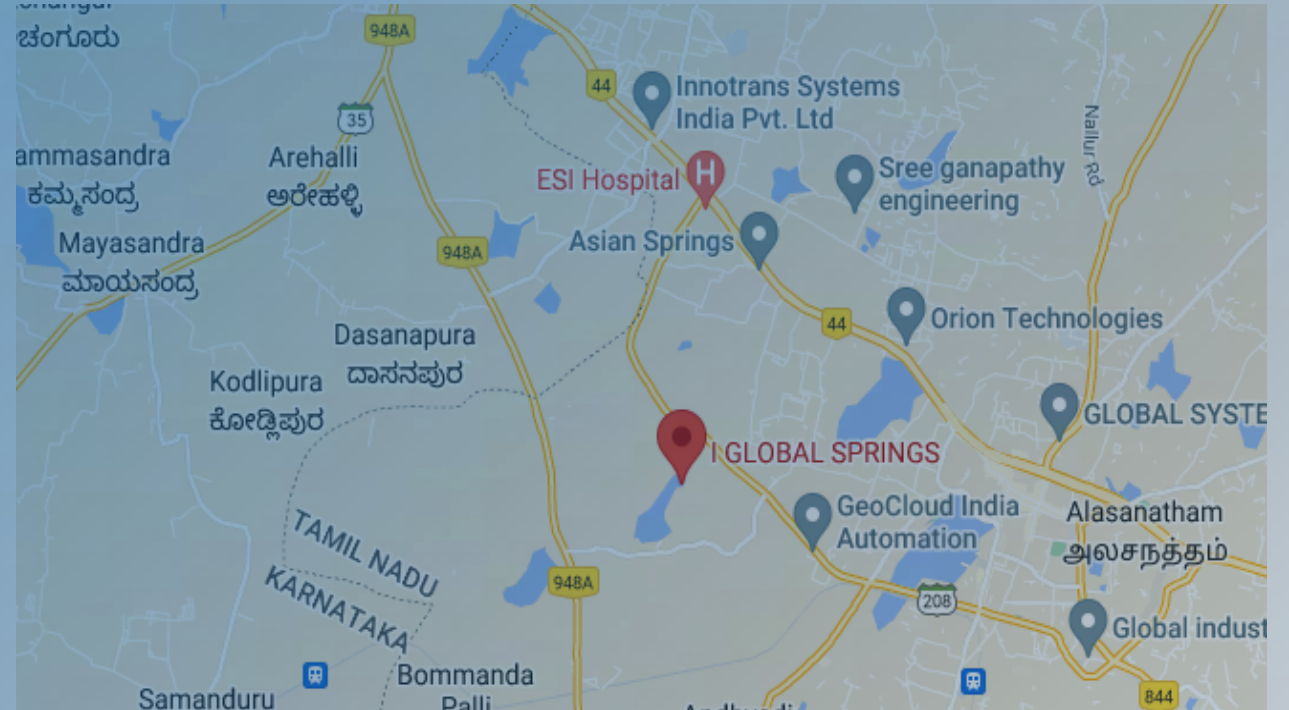 ಚಂಗೂರು
948A
44
Innotrans Systems
India Pvt. Ltd
35
Nallur Rd
ammasandra
ಕಮ್ಮಸಂದ್ರ
Arehalli
ಅರೇಹಳ್ಳಿ
ESI Hospital
H
Sree ganapathy
engineering
Mayasandra
ಮಾಯಸಂದ್ರ
948A
Asian Springs
44
Orion Technologies
Dasanapura
ದಾಸನಪುರ
Kodlipura
ಕೋಡ್ಲಿಪುರ
GLOBAL SYSTE
I GLOBAL SPRINGS
GeoCloud India
Automation
Alasanatham
அலசநத்தம்
TAMIL NADU
KARNATAKA
948A
208
Global indust
Bommanda
Palli
Samanduru
844